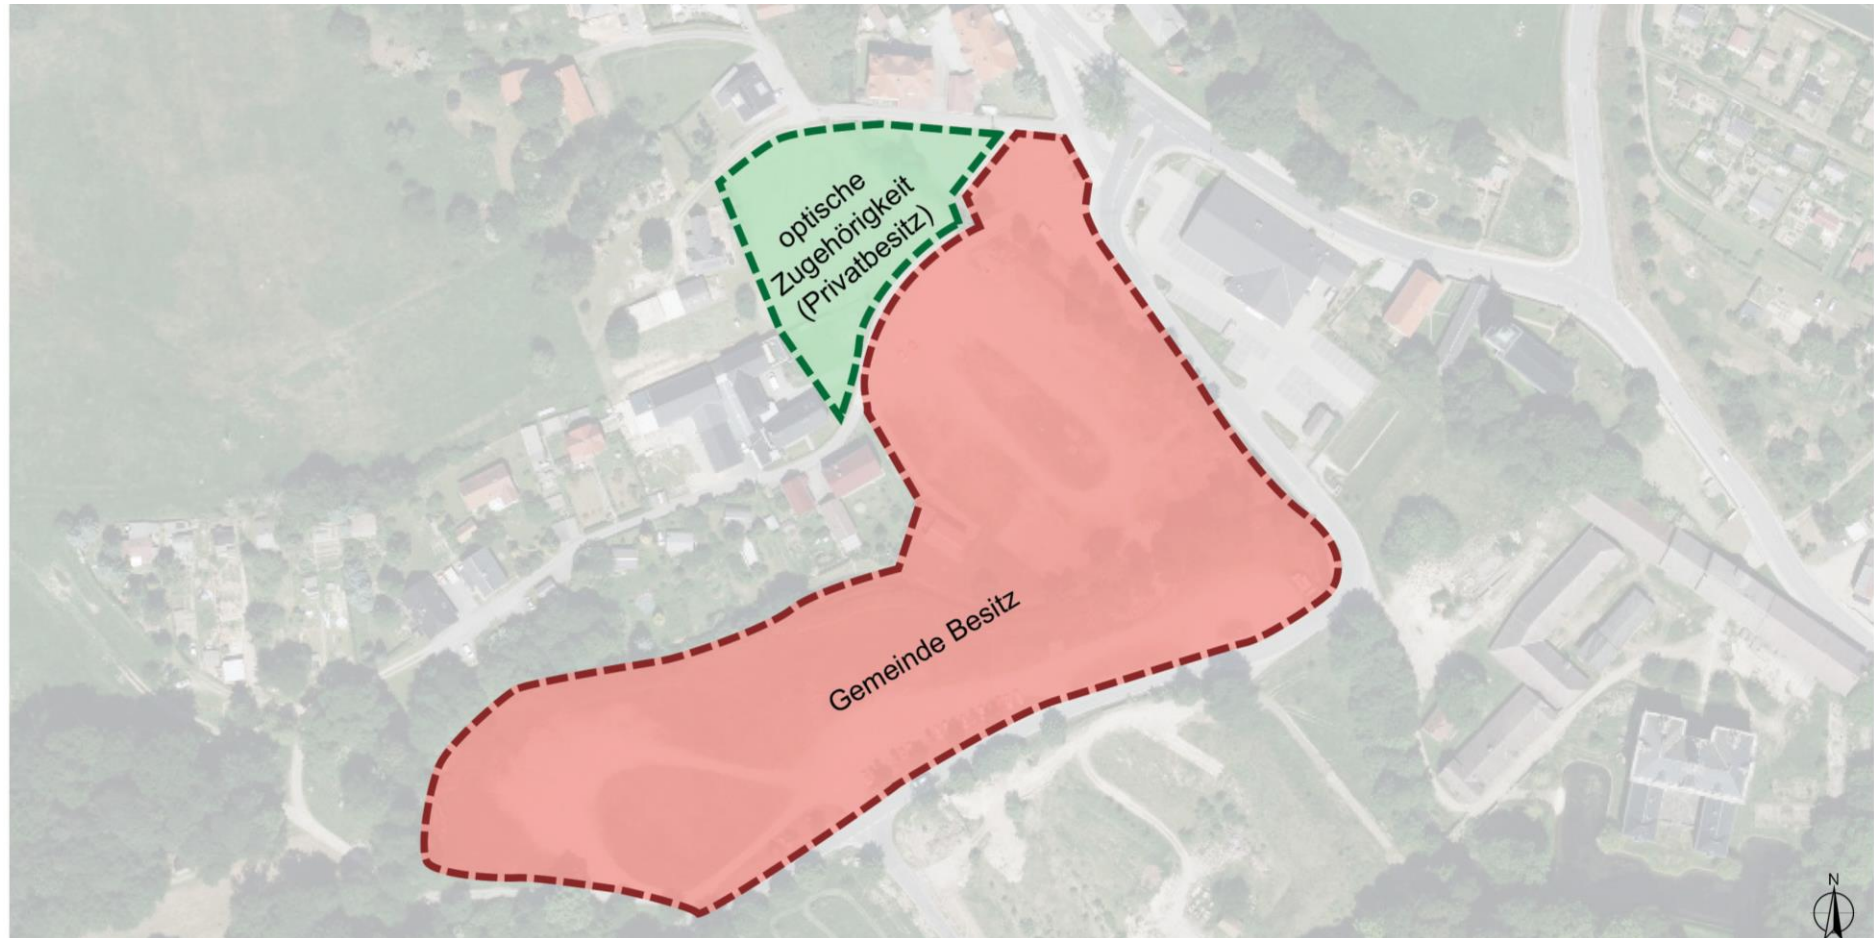 optische
Zugehörigkeit
(Privatbesitz)
Gemeinde Besitz
N